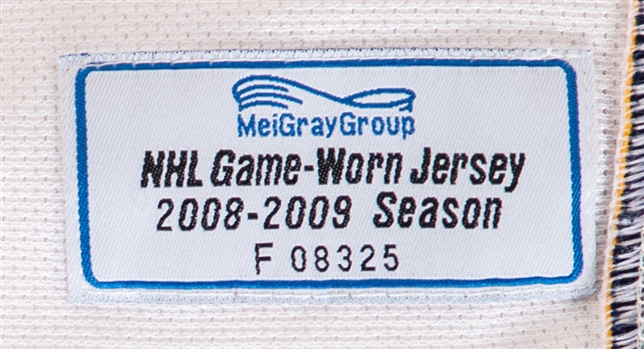 MeiGrayGroup
NHL Game-Worn Jersey
2008-2009 Season
F 08325